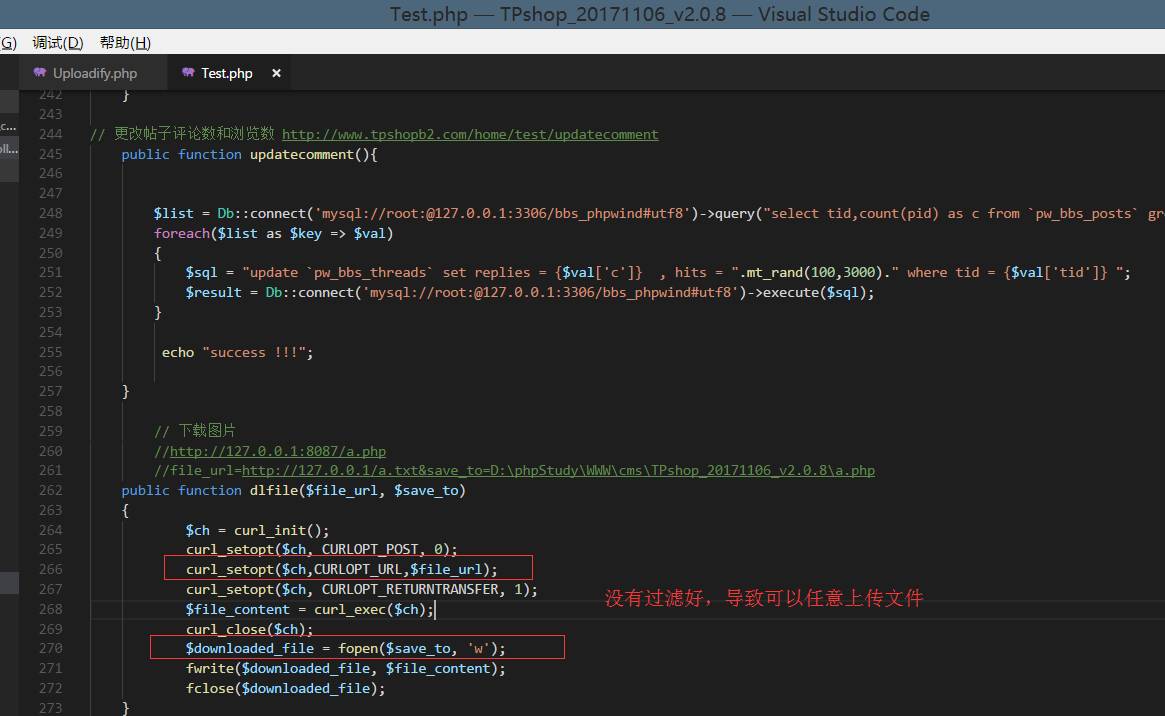 Test.php — TPshop_20171106_v2.0.8 — Visual Studio Code
G) 调试(D) 帮助(H)
Uploadify.php Test.php ×
_c...
oll...
242 }
243
244 // 更改帖子评论数和浏览数 http://www.tpshopb2.com/home/test/updatecomment
245 public function updatecomment(){
246
247
248 $list = Db::connect('mysql://root:@127.0.0.1:3306/bbs_phpwind#utf8')->query("select tid,count(pid) as c from `pw_bbs_posts` gr
249 foreach($list as $key => $val)
250 {
251 $sql = "update `pw_bbs_threads` set replies = {$val['c']}  , hits = ".mt_rand(100,3000)." where tid = {$val['tid']} ";
252 $result = Db::connect('mysql://root:@127.0.0.1:3306/bbs_phpwind#utf8')->execute($sql);
253 }
254
255 echo "success !!!";
256
257 }
258
259 // 下载图片
260 //http://127.0.0.1:8087/a.php
261 //file_url=http://127.0.0.1/a.txt&save_to=D:\phpStudy\WWW\cms\TPshop_20171106_v2.0.8\a.php
262 public function dlfile($file_url, $save_to)
263 {
264 $ch = curl_init();
265 curl_setopt($ch, CURLOPT_POST, 0);
266 curl_setopt($ch,CURLOPT_URL,$file_url);
267 curl_setopt($ch, CURLOPT_RETURNTRANSFER, 1);
没有过滤好，导致可以任意上传文件
268 $file_content = curl_exec($ch);
269 curl_close($ch);
270 $downloaded_file = fopen($save_to, 'w');
271 fwrite($downloaded_file, $file_content);
272 fclose($downloaded_file);
273 }